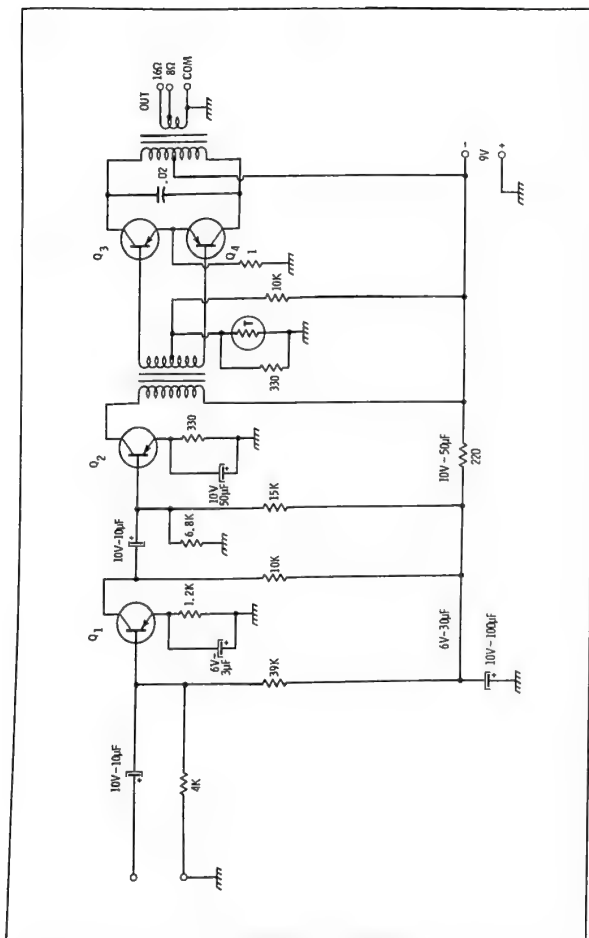 OUT
16Ω
8Ω
COM
.02
Q3
Q4
1
10K
T
330
9V
-
+
Q2
330
10V
50µF
10V-10µF
6.8K
15K
10V-50µF
220
10K
Q1
1.2K
6V-
3µF
39K
6V-30µF
10V-100µF
10V-10µF
4K
+
+
+
+
+